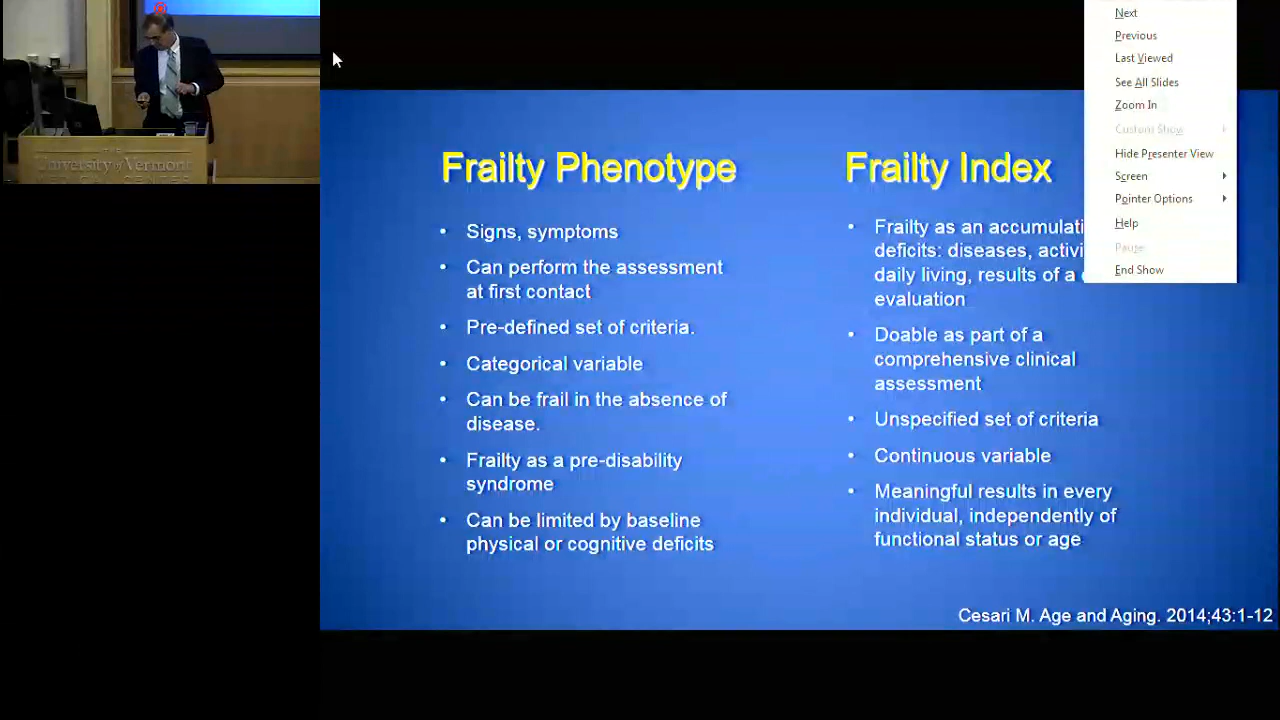 THE
University of Vermont
MEDICAL CENTER
Frailty Phenotype
• Signs, symptoms
• Can perform the assessment
at first contact
• Pre-defined set of criteria.
• Categorical variable
• Can be frail in the absence of
disease.
• Frailty as a pre-disability
syndrome
• Can be limited by baseline
physical or cognitive deficits
Frailty Index
• Frailty as an accumulati
deficits: diseases, activi
daily living, results of a
evaluation
• Doable as part of a
comprehensive clinical
assessment
• Unspecified set of criteria
• Continuous variable
• Meaningful results in every
individual, independently of
functional status or age
Cesari M. Age and Aging. 2014;43:1-12
Next
Previous
Last Viewed
See All Slides
Zoom In
Custom Show
Hide Presenter View
Screen
Pointer Options
Help
Pause
End Show